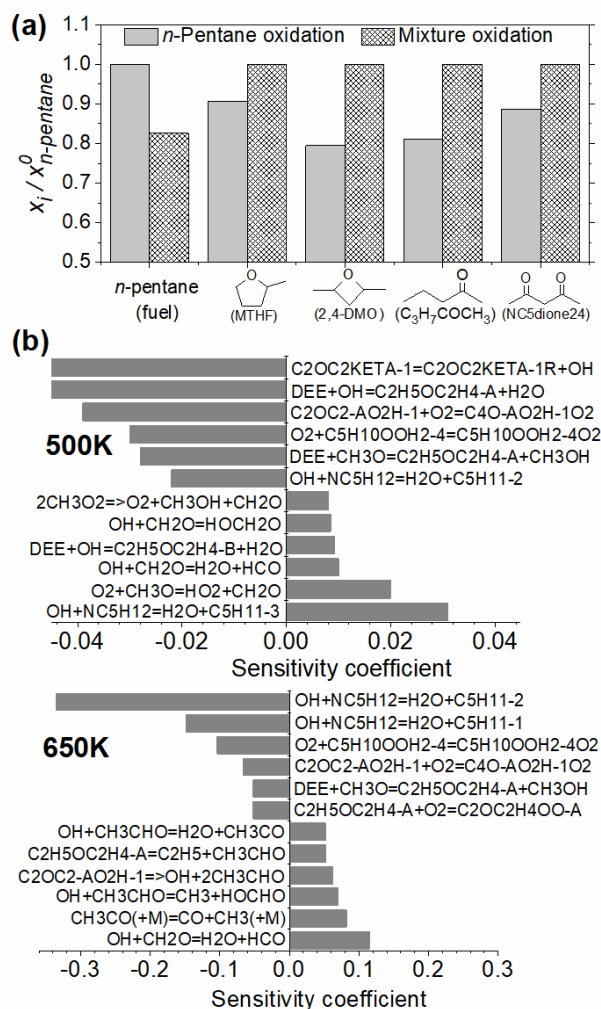 (a)
1.1
n-Pentane oxidation
Mixture oxidation
1.0
0.9
0.8
0.7
0.6
0.5
x_i / x^0_{n-pentane}
n-pentane
(fuel)
O
(MTHF)
O
(2,4-DMO)
O
(C3H7COCH3)
O O
(NC5dione24)
(b)
500K
C2OC2KETA-1=C2OC2KETA-1R+OH
DEE+OH=C2H5OC2H4-A+H2O
C2OC2-AO2H-1+O2=C4O-AO2H-1O2
O2+C5H10OOH2-4=C5H10OOH2-4O2
DEE+CH3O=C2H5OC2H4-A+CH3OH
OH+NC5H12=H2O+C5H11-2
2CH3O2=>O2+CH3OH+CH2O
OH+CH2O=HOCH2O
DEE+OH=C2H5OC2H4-B+H2O
OH+CH2O=H2O+HCO
O2+CH3O=HO2+CH2O
OH+NC5H12=H2O+C5H11-3
-0.04 -0.02 0.00 0.02 0.04
Sensitivity coefficient
650K
OH+NC5H12=H2O+C5H11-2
OH+NC5H12=H2O+C5H11-1
O2+C5H10OOH2-4=C5H10OOH2-4O2
C2OC2-AO2H-1+O2=C4O-AO2H-1O2
DEE+CH3O=C2H5OC2H4-A+CH3OH
C2H5OC2H4-A+O2=C2OC2H4OO-A
OH+CH3CHO=H2O+CH3CO
C2H5OC2H4-A=C2H5+CH3CHO
C2OC2-AO2H-1=>OH+2CH3CHO
OH+CH3CHO=CH3+HOCHO
CH3CO(+M)=CO+CH3(+M)
OH+CH2O=H2O+HCO
-0.3 -0.2 -0.1 0.0 0.1 0.2 0.3
Sensitivity coefficient